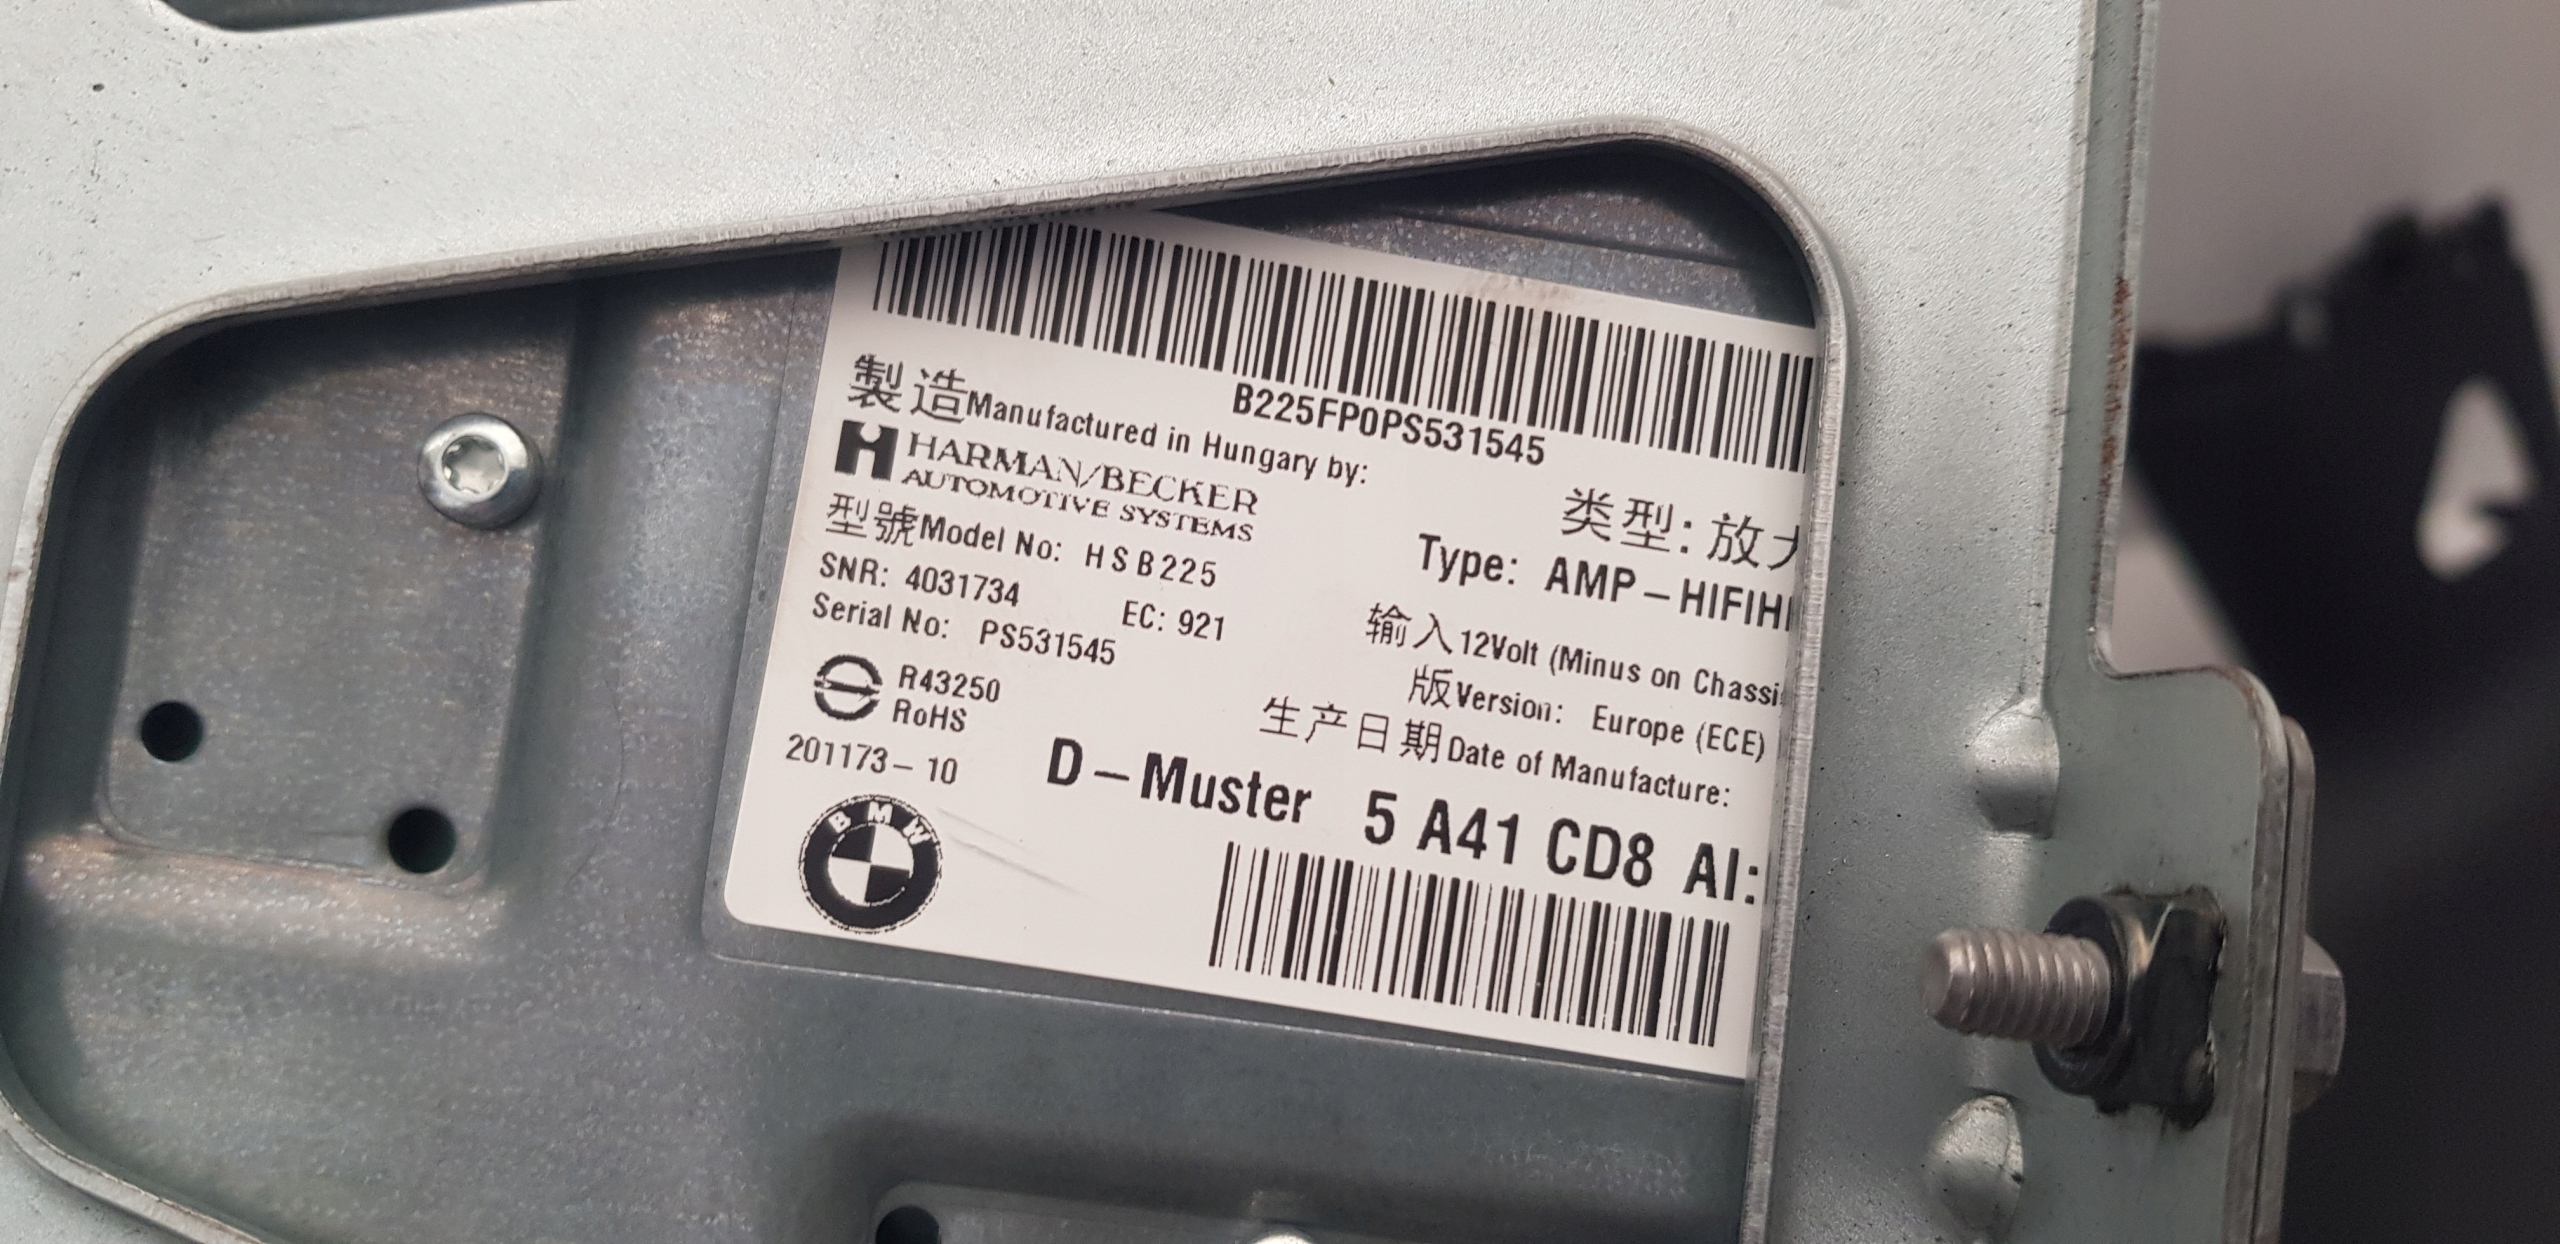 B225FP0PS531545
製造Manufactured in Hungary by:
HARMAN/BECKER
AUTOMOTIVE SYSTEMS
型號Model No: HSB225
SNR: 4031734
EC: 921
Serial No: PS531545
R43250
RoHS
201173-10
BMW
类型: 放
Type: AMP-HIFIH
输入12Volt (Minus on Chassi
版Version: Europe (ECE)
生产日期Date of Manufacture:
D-Muster 5 A41 CD8 AI: